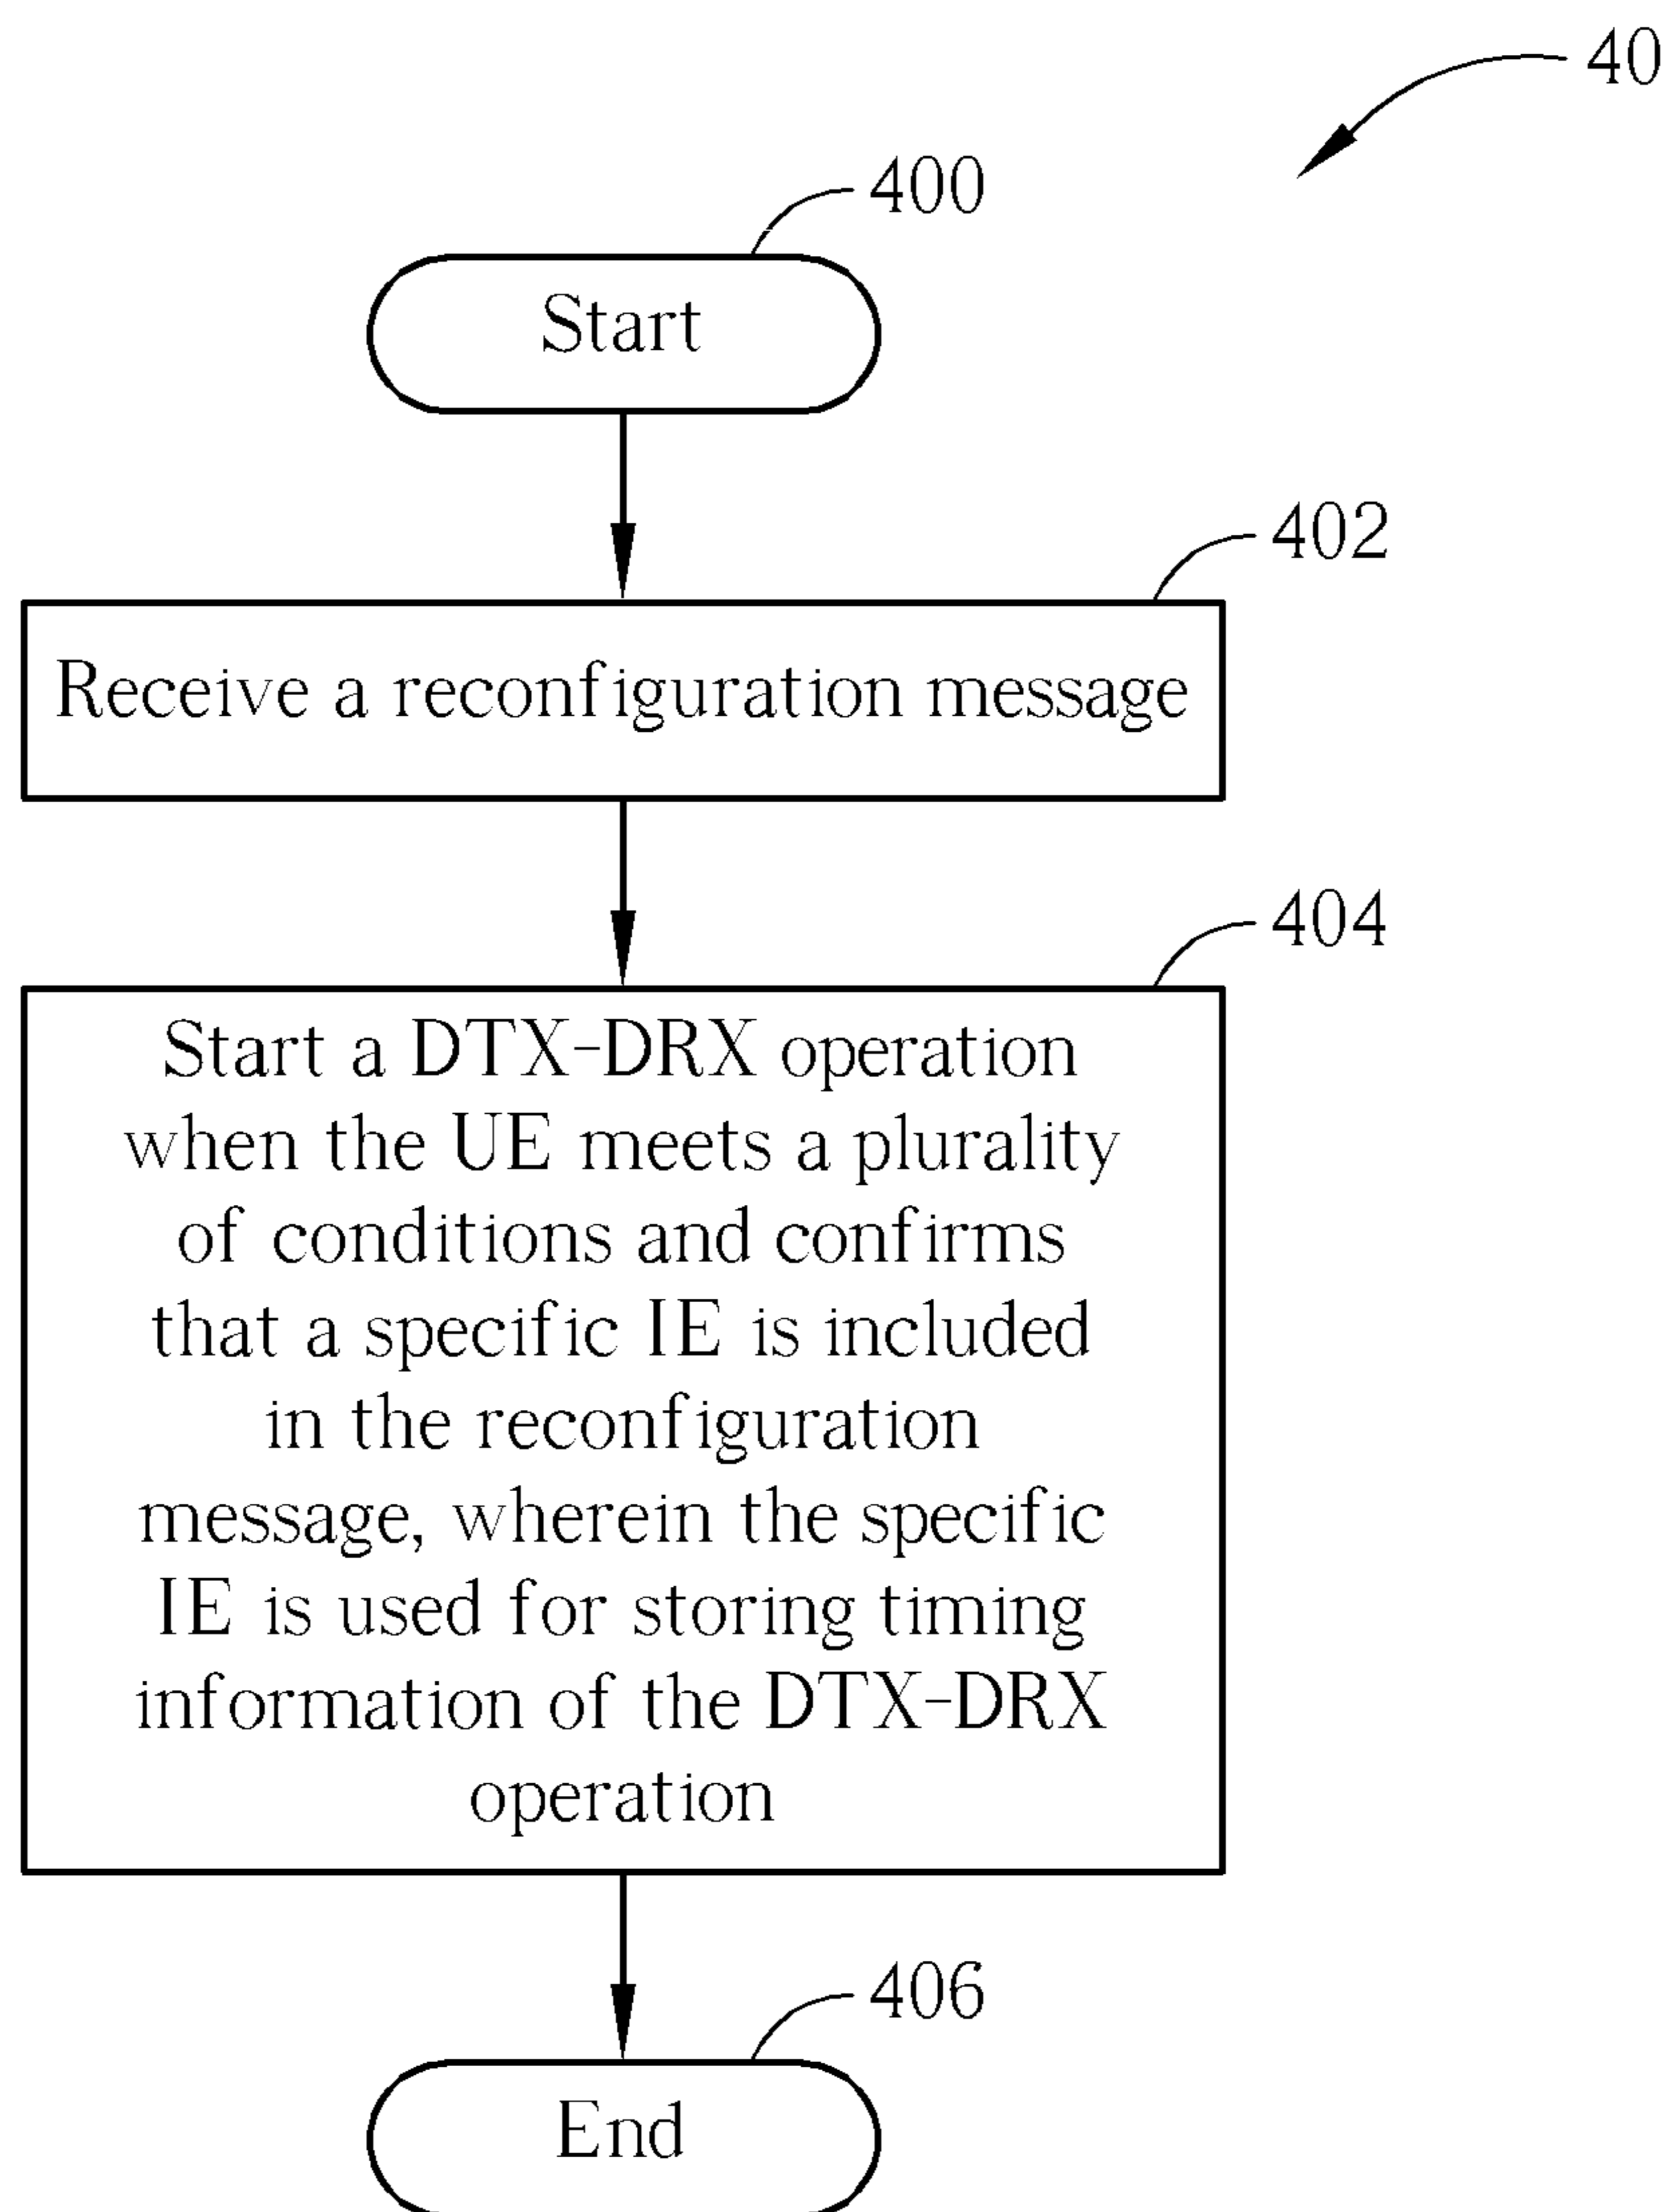 40
400
Start
402
Receive a reconfiguration message
404
Start a DTX-DRX operation
when the UE meets a plurality
of conditions and confirms
that a specific IE is included
in the reconfiguration
message, wherein the specific
IE is used for storing timing
information of the DTX-DRX
operation
406
End